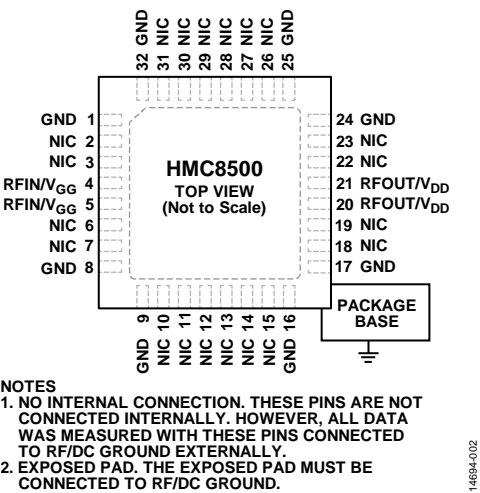 32 GND
31 NIC
30 NIC
29 NIC
28 NIC
27 NIC
26 NIC
25 GND
GND 1
NIC 2
NIC 3
RFIN/VGG 4
RFIN/VGG 5
NIC 6
NIC 7
GND 8
HMC8500
TOP VIEW
(Not to Scale)
24 GND
23 NIC
22 NIC
21 RFOUT/VDD
20 RFOUT/VDD
19 NIC
18 NIC
17 GND
GND 9
NIC 10
NIC 11
NIC 12
NIC 13
NIC 14
NIC 15
GND 16
PACKAGE
BASE
NOTES
1. NO INTERNAL CONNECTION. THESE PINS ARE NOT
CONNECTED INTERNALLY. HOWEVER, ALL DATA
WAS MEASURED WITH THESE PINS CONNECTED
TO RF/DC GROUND EXTERNALLY.
2. EXPOSED PAD. THE EXPOSED PAD MUST BE
CONNECTED TO RF/DC GROUND.
14694-002